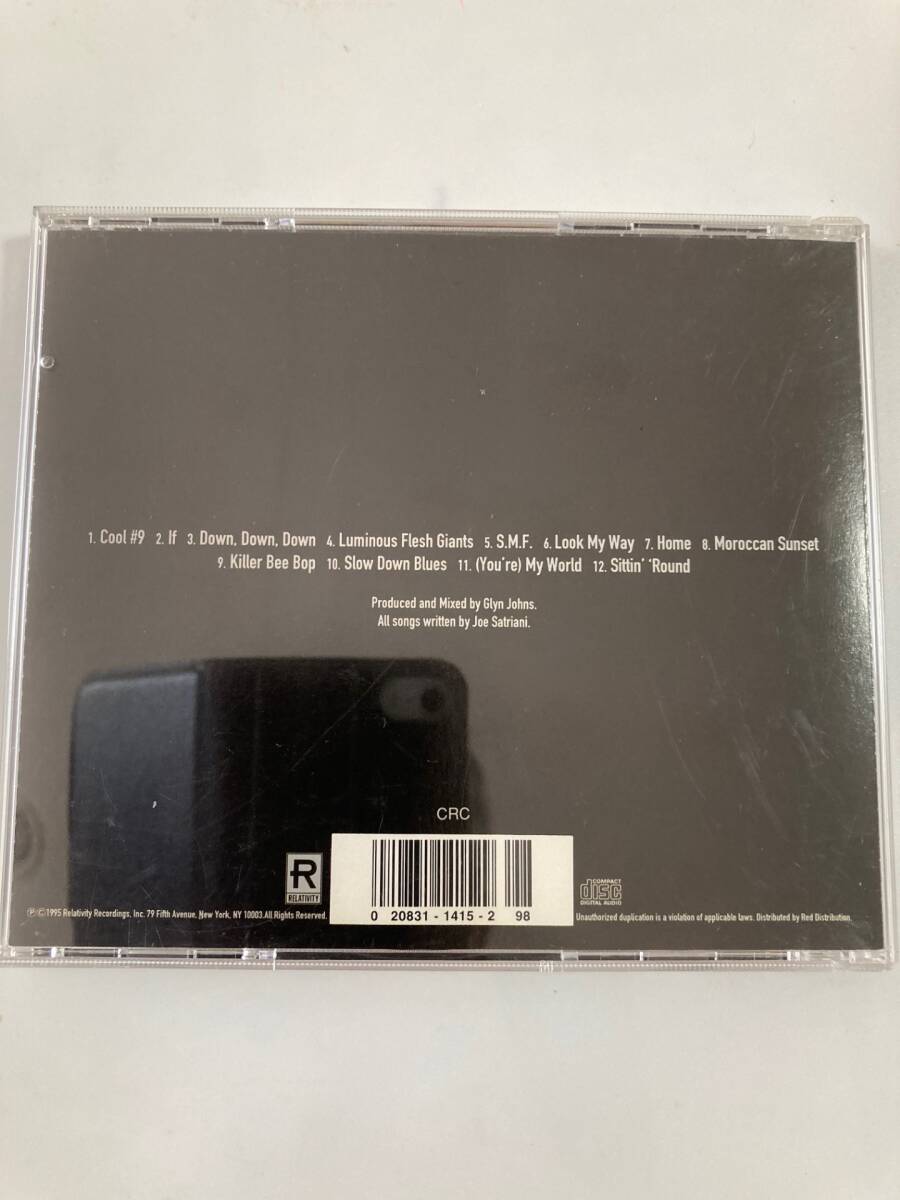 1. Cool #9 2. If 3. Down, Down, Down 4. Luminous Flesh Giants 5. S.M.F. 6. Look My Way 7. Home 8. Moroccan Sunset
9. Killer Bee Bop 10. Slow Down Blues 11. (You're) My World 12. Sittin' 'Round
Produced and Mixed by Glyn Johns.
All songs written by Joe Satriani.
CRC
R
RELATIVITY
0 20831 - 1415 - 2 98
COMPACT
disc
DIGITAL AUDIO
℗ © 1995 Relativity Recordings, Inc. 79 Fifth Avenue, New York, NY 10003. All Rights Reserved.
Unauthorized duplication is a violation of applicable laws. Distributed by Red Distribution.